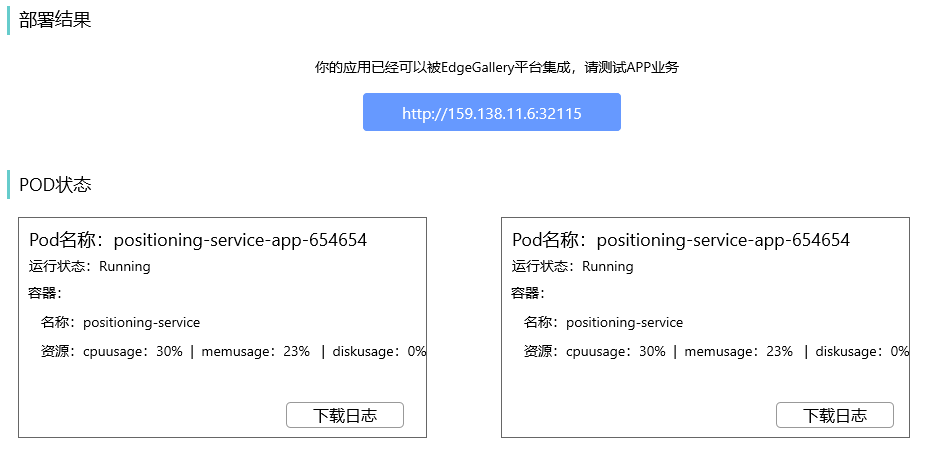 部署结果
你的应用已经可以被EdgeGallery平台集成，请测试APP业务
http://159.138.11.6:32115
POD状态
Pod名称：positioning-service-app-654654
运行状态：Running
容器：
名称：positioning-service
资源：cpuusage：30% | memusage：23% | diskusage：0%
下载日志
Pod名称：positioning-service-app-654654
运行状态：Running
容器：
名称：positioning-service
资源：cpuusage：30% | memusage：23% | diskusage：0%
下载日志